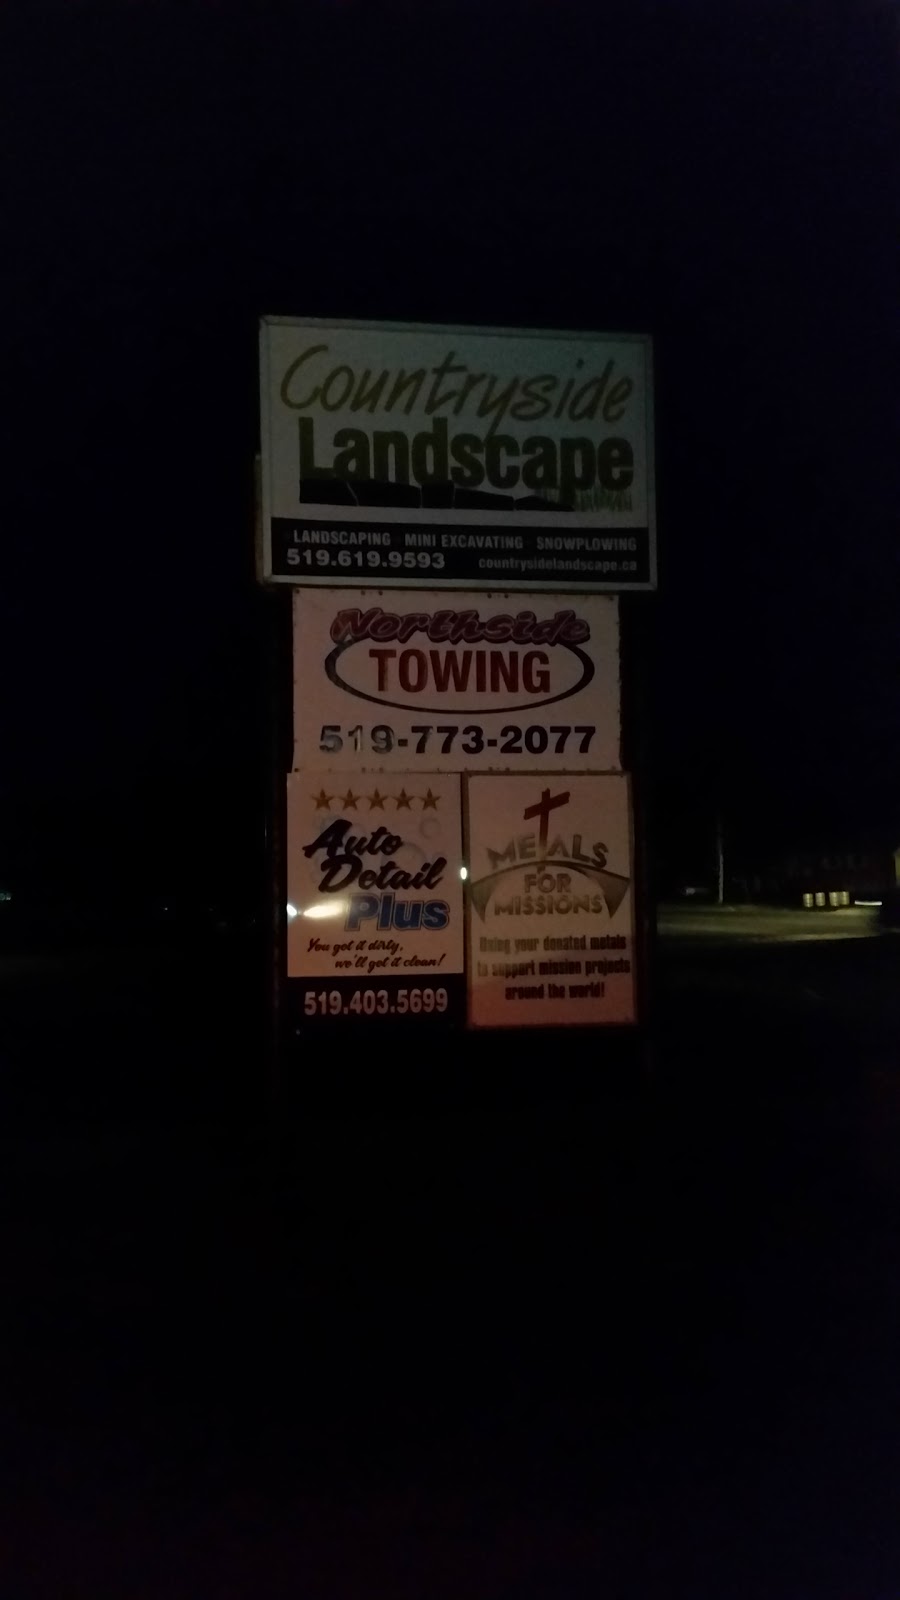 Countryside
Landscape
LANDSCAPING MINI EXCAVATING SNOWPLOWING
519.619.9593 countrysidelandscape.ca
Northside
TOWING
519-773-2077
Auto
Detail
Plus
You get it dirty,
we'll get it clean!
519.403.5699
METALS
FOR
MISSIONS
Using your donated metals
to support mission projects
around the world!